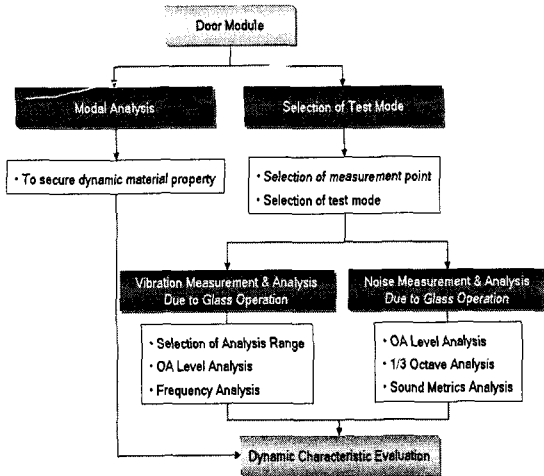 Door Module
Modal Analysis
Selection of Test Mode
• To secure dynamic material property
• Selection of measurement point
• Selection of test mode
Vibration Measurement & Analysis
Due to Glass Operation
Noise Measurement & Analysis
Due to Glass Operation
• Selection of Analysis Range
• OA Level Analysis
• Frequency Analysis
• OA Level Analysis
• 1/3 Octave Analysis
• Sound Metrics Analysis
Dynamic Characteristic Evaluation